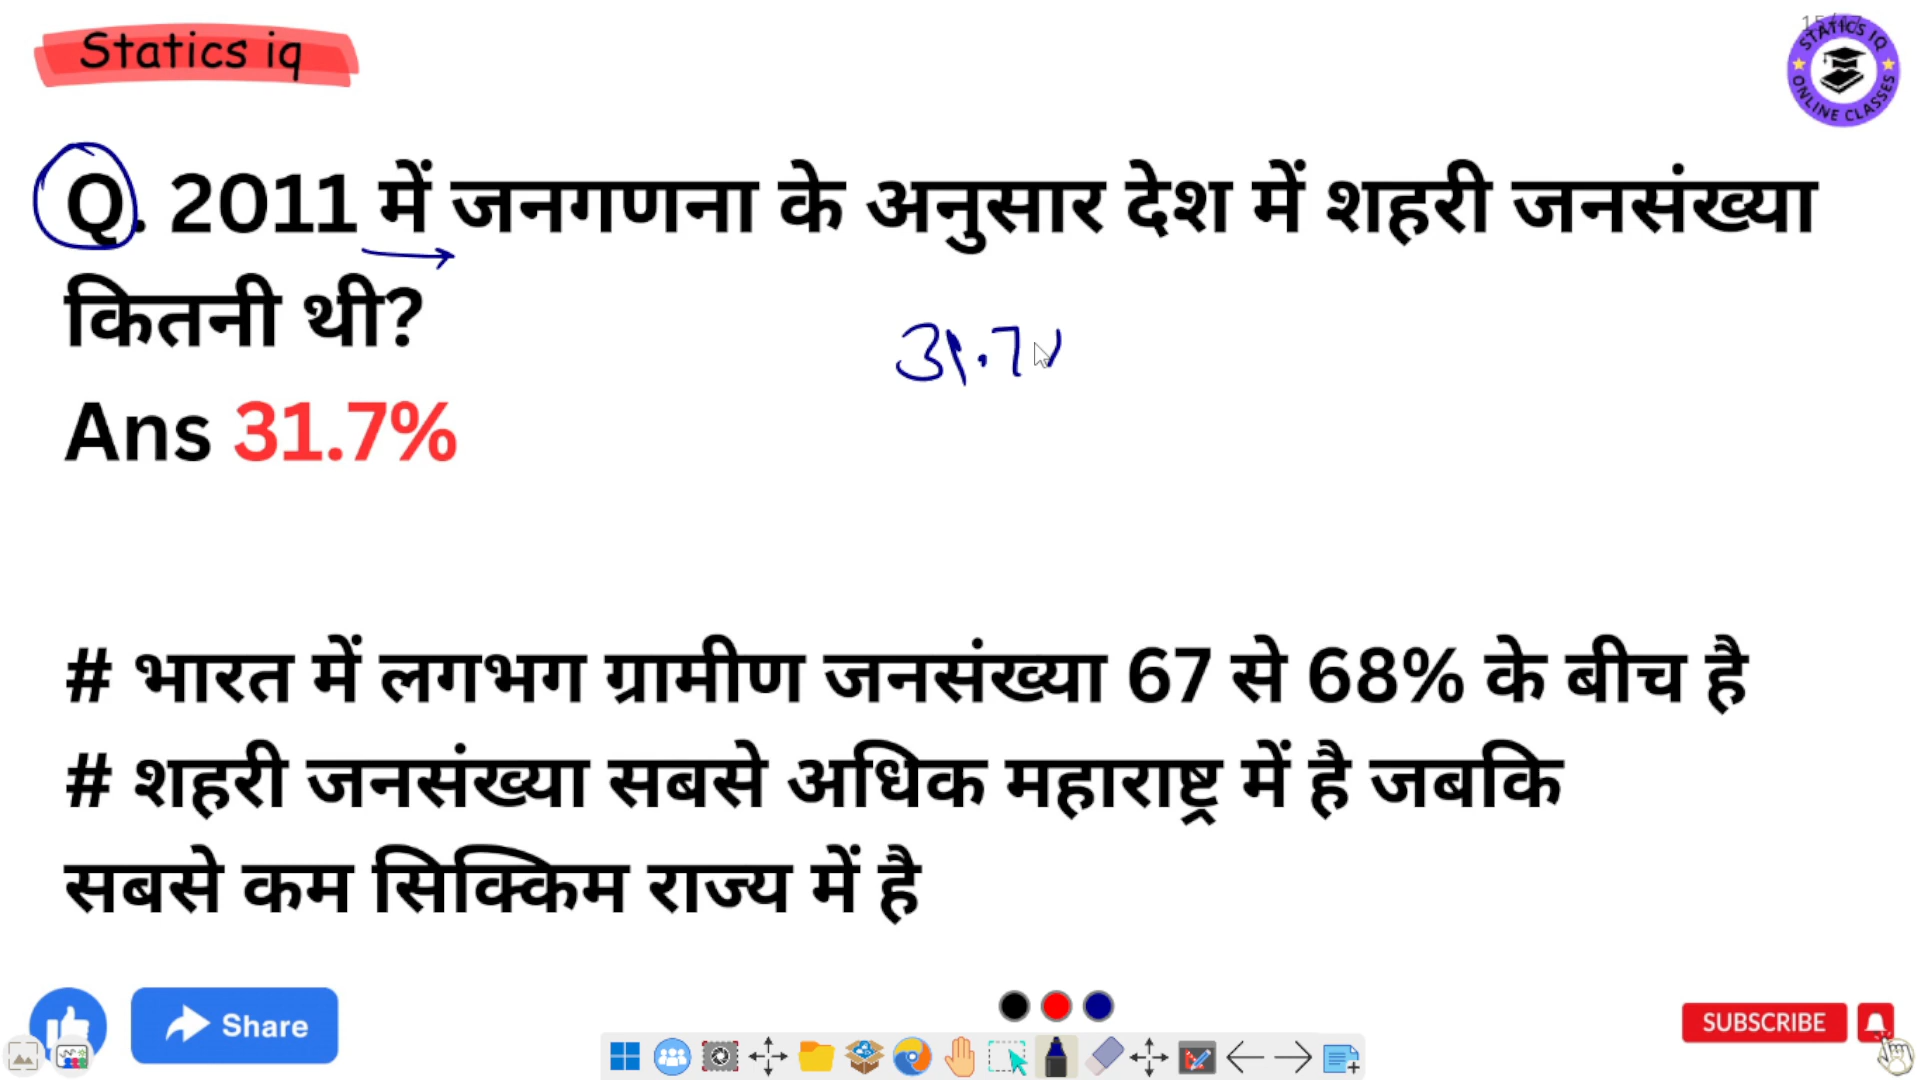 Statics iq
STATICS IQ
ONLINE CLASSES
Q. 2011 में जनगणना के अनुसार देश में शहरी जनसंख्या
कितनी थी?
31.7
Ans 31.7%
# भारत में लगभग ग्रामीण जनसंख्या 67 से 68% के बीच है
# शहरी जनसंख्या सबसे अधिक महाराष्ट्र में है जबकि
सबसे कम सिक्किम राज्य में है
Share
SUBSCRIBE